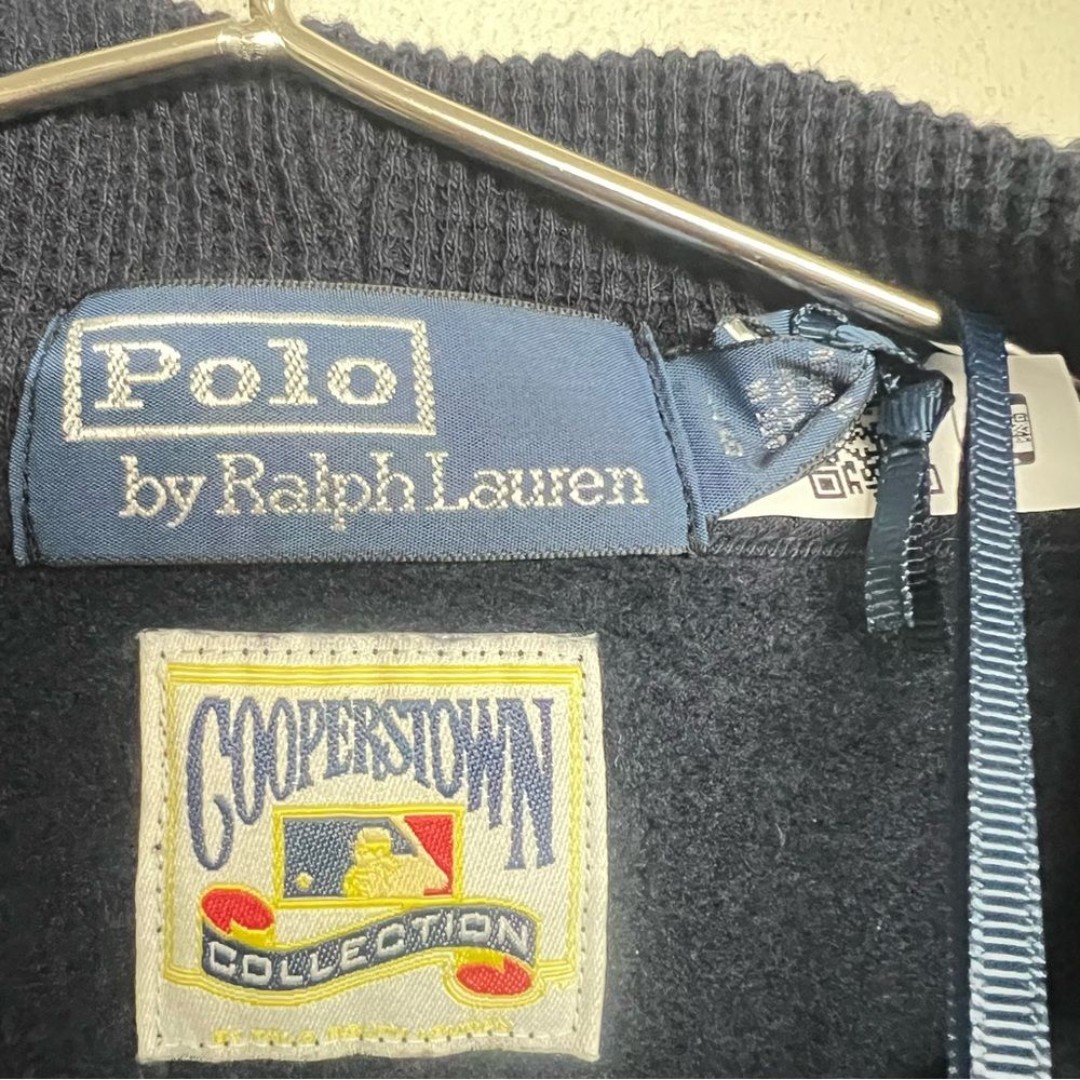 Polo
by Ralph Lauren
COOPERSTOWN
COLLECTION